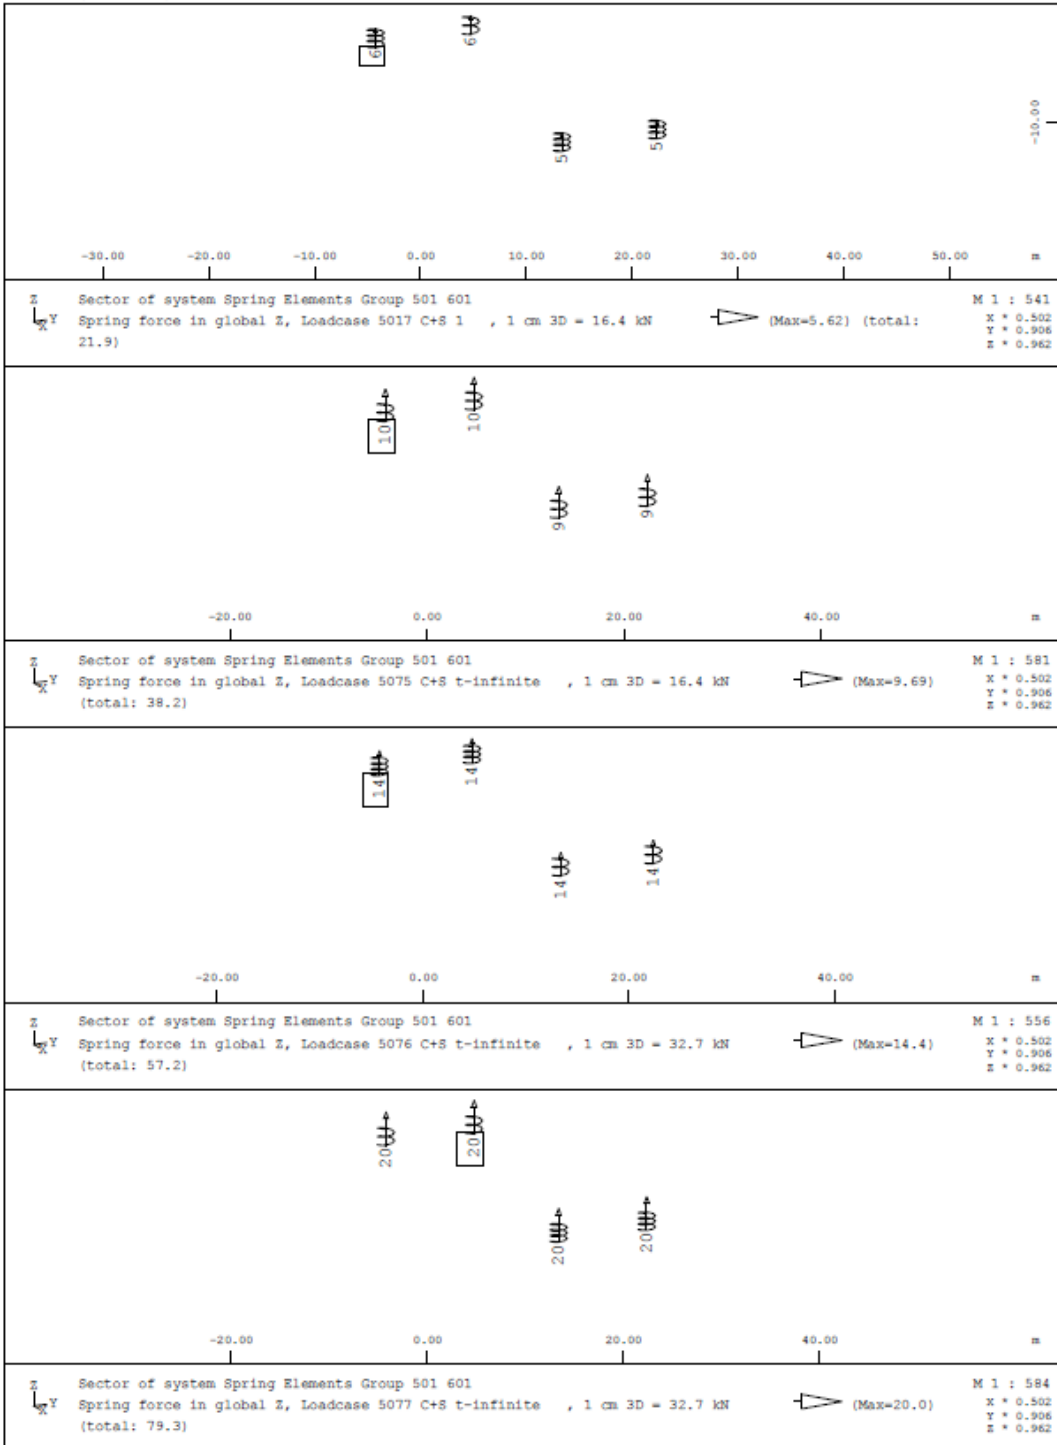 6
6
-10.00
5
5
-30.00 -20.00 -10.00 0.00 10.00 20.00 30.00 40.00 50.00 m
Z
Y
X
Sector of system Spring Elements Group 501 601
Spring force in global Z, Loadcase 5017 C+S 1 , 1 cm 3D = 16.4 kN (Max=5.62) (total:
21.9)
M 1 : 541
X * 0.502
Y * 0.906
Z * 0.962
10
10
9
9
-20.00 0.00 20.00 40.00 m
Z
Y
X
Sector of system Spring Elements Group 501 601
Spring force in global Z, Loadcase 5075 C+S t-infinite , 1 cm 3D = 16.4 kN (Max=9.69)
(total: 38.2)
M 1 : 581
X * 0.502
Y * 0.906
Z * 0.962
14
14
14
14
-20.00 0.00 20.00 40.00 m
Z
Y
X
Sector of system Spring Elements Group 501 601
Spring force in global Z, Loadcase 5076 C+S t-infinite , 1 cm 3D = 32.7 kN (Max=14.4)
(total: 57.2)
M 1 : 556
X * 0.502
Y * 0.906
Z * 0.962
20
20
20
20
-20.00 0.00 20.00 40.00 m
Z
Y
X
Sector of system Spring Elements Group 501 601
Spring force in global Z, Loadcase 5077 C+S t-infinite , 1 cm 3D = 32.7 kN (Max=20.0)
(total: 79.3)
M 1 : 584
X * 0.502
Y * 0.906
Z * 0.962